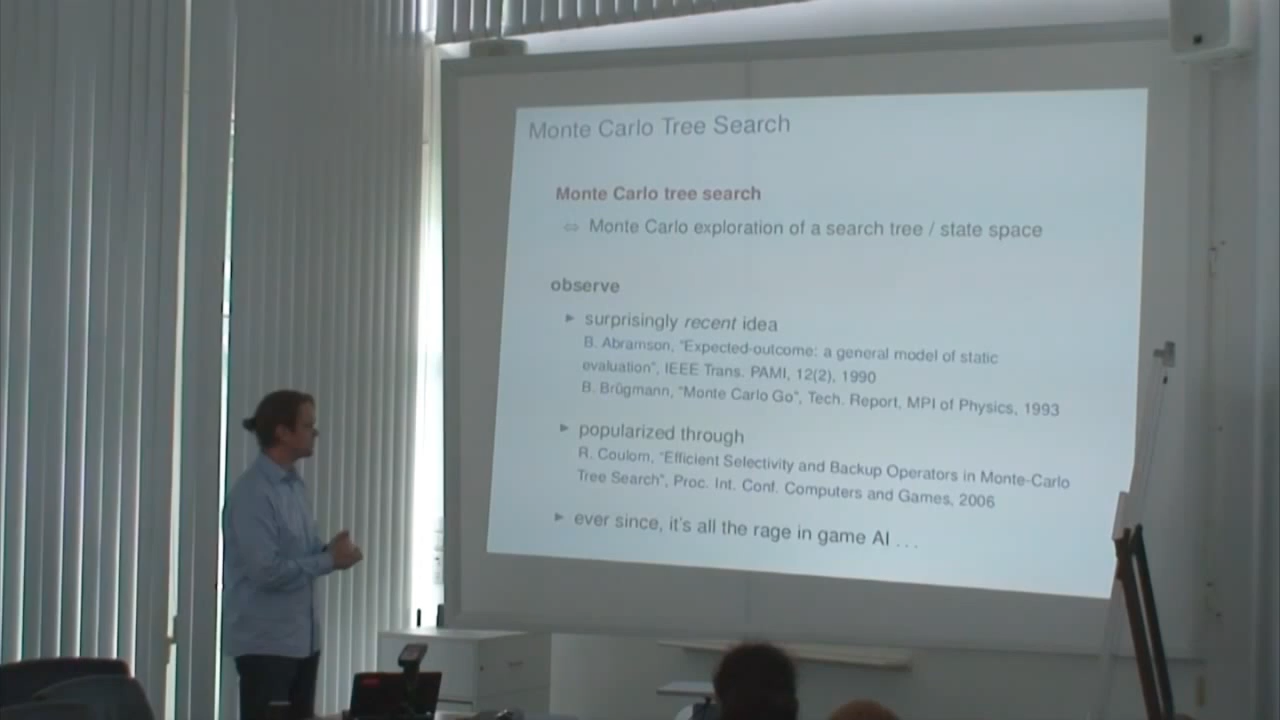 Monte Carlo Tree Search
Monte Carlo tree search
⇔ Monte Carlo exploration of a search tree / state space
observe
▶ surprisingly recent idea
B. Abramson, "Expected-outcome: a general model of static
evaluation", IEEE Trans. PAMI, 12(2), 1990
B. Brügmann, "Monte Carlo Go", Tech. Report, MPI of Physics, 1993
▶ popularized through
R. Coulom, "Efficient Selectivity and Backup Operators in Monte-Carlo
Tree Search", Proc. Int. Conf. Computers and Games, 2006
▶ ever since, it's all the rage in game AI ...